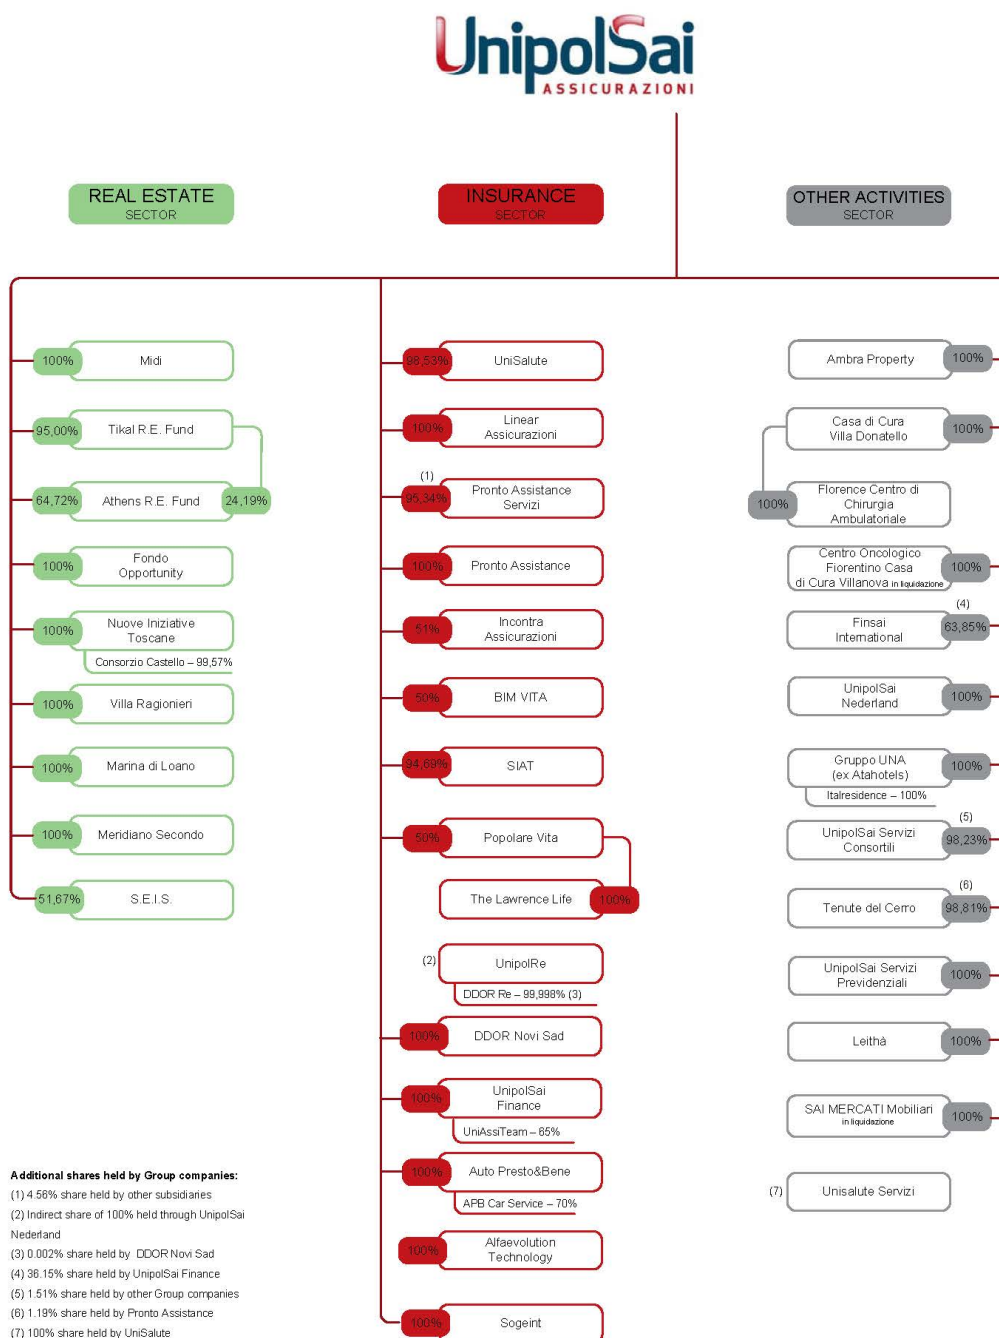 UnipolSai
ASSICURAZIONI
REAL ESTATE
SECTOR
100%
Midi
95,00%
Tikal R.E. Fund
64,72%
Athens R.E. Fund
24,19%
100%
Fondo
Opportunity
100%
Nuove Iniziative
Toscane
Consorzio Castello – 99,57%
100%
Villa Ragionieri
100%
Marina di Loano
100%
Meridiano Secondo
51,67%
S.E.I.S.
INSURANCE
SECTOR
98,53%
UniSalute
100%
Linear
Assicurazioni
(1)
95,34%
Pronto Assistance
Servizi
100%
Pronto Assistance
51%
Incontra
Assicurazioni
50%
BIM VITA
94,69%
SIAT
50%
Popolare Vita
The Lawrence Life
100%
(2)
UnipolRe
DDOR Re – 99,998% (3)
100%
DDOR Novi Sad
100%
UnipolSai
Finance
UniAssiTeam – 65%
100%
Auto Presto&Bene
APB Car Service – 70%
100%
Alfaevolution
Technology
100%
Sogeint
OTHER ACTIVITIES
SECTOR
Ambra Property
100%
Casa di Cura
Villa Donatello
100%
100%
Florence Centro di
Chirurgia
Ambulatoriale
Centro Oncologico
Fiorentino Casa
di Cura Villanova in liquidazione
100%
(4)
Finsai
International
63,85%
UnipolSai
Nederland
100%
Gruppo UNA
(ex Atahotels)
100%
Italresidence – 100%
(5)
UnipolSai Servizi
Consortili
98,23%
(6)
Tenute del Cerro
98,81%
UnipolSai Servizi
Previdenziali
100%
Leithà
100%
SAI MERCATI Mobiliari
in liquidazione
100%
(7)
Unisalute Servizi
Additional shares held by Group companies:
(1) 4.56% share held by other subsidiaries
(2) Indirect share of 100% held through UnipolSai
Nederland
(3) 0.002% share held by DDOR Novi Sad
(4) 36.15% share held by UnipolSai Finance
(5) 1.51% share held by other Group companies
(6) 1.19% share held by Pronto Assistance
(7) 100% share held by UniSalute